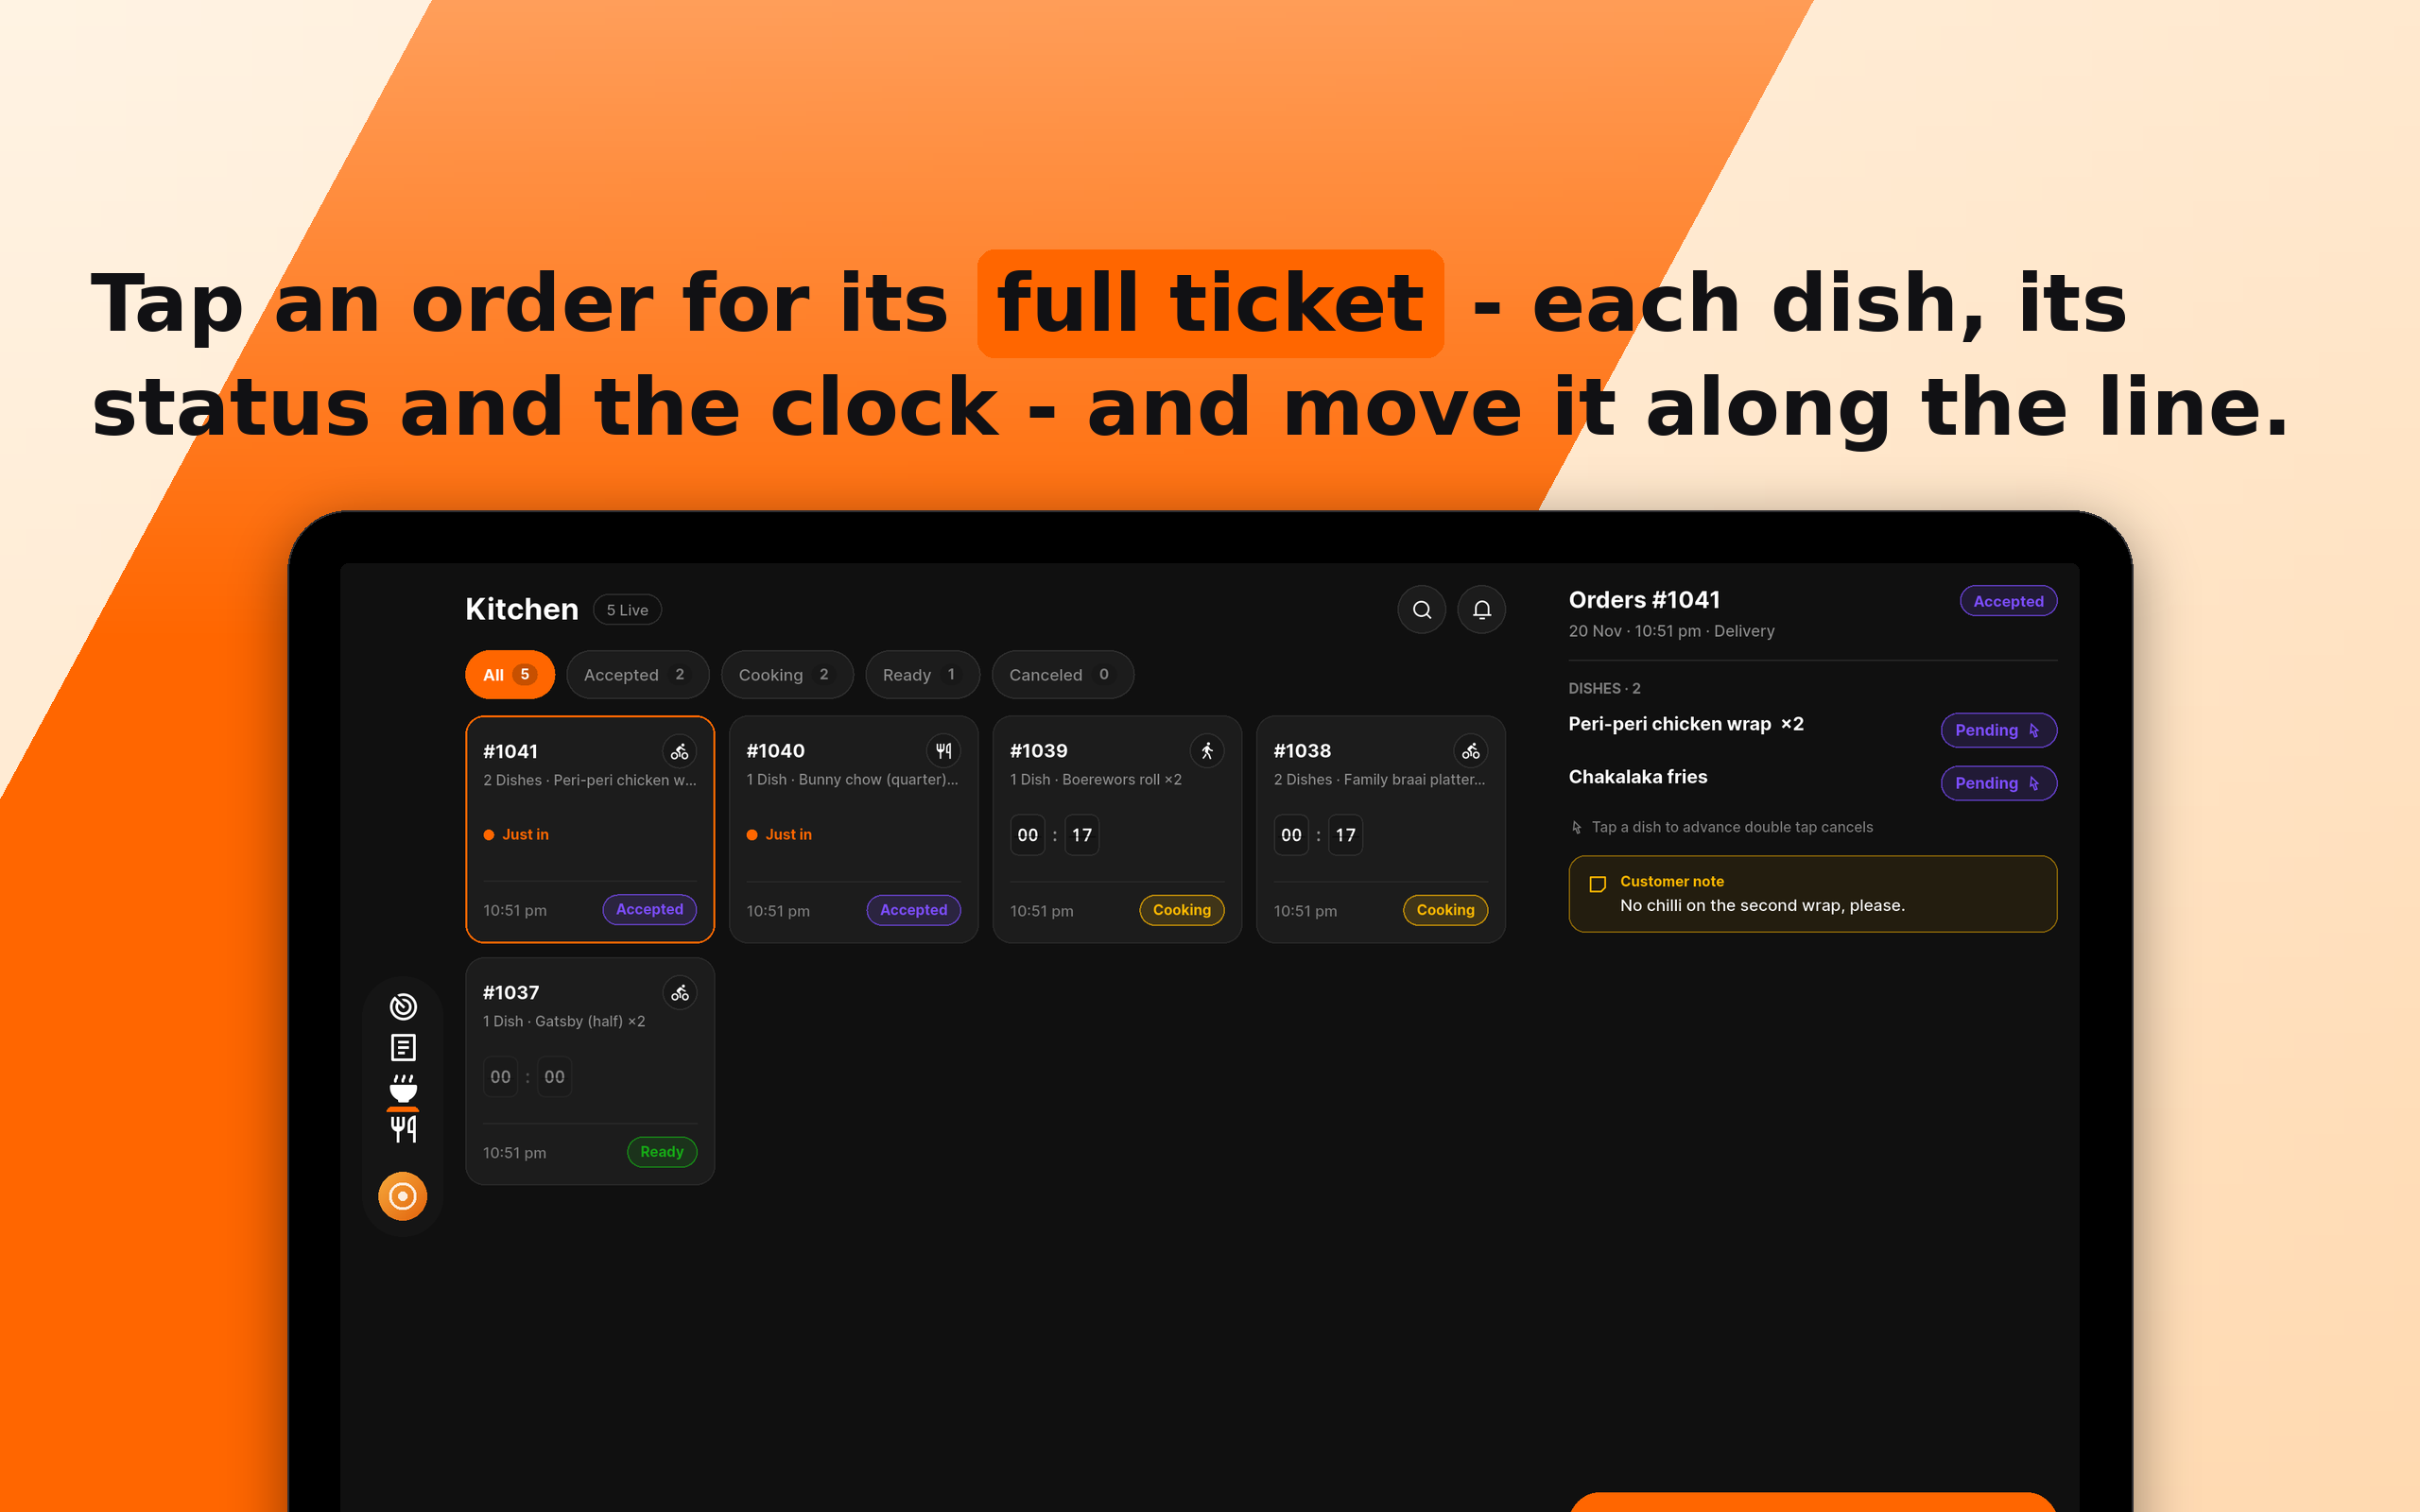 Tap an order for its full ticket - each dish, its
status and the clock - and move it along the line.
Kitchen
5 Live
All 5
Accepted 2
Cooking 2
Ready 1
Canceled 0
#1041
2 Dishes · Peri-peri chicken w...
Just in
10:51 pm
Accepted
#1040
1 Dish · Bunny chow (quarter)...
Just in
10:51 pm
Accepted
#1039
1 Dish · Boerewors roll ×2
00 : 17
10:51 pm
Cooking
#1038
2 Dishes · Family braai platter...
00 : 17
10:51 pm
Cooking
#1037
1 Dish · Gatsby (half) ×2
00 : 00
10:51 pm
Ready
Orders #1041
Accepted
20 Nov · 10:51 pm · Delivery
DISHES · 2
Peri-peri chicken wrap ×2
Pending
Chakalaka fries
Pending
Tap a dish to advance double tap cancels
Customer note
No chilli on the second wrap, please.